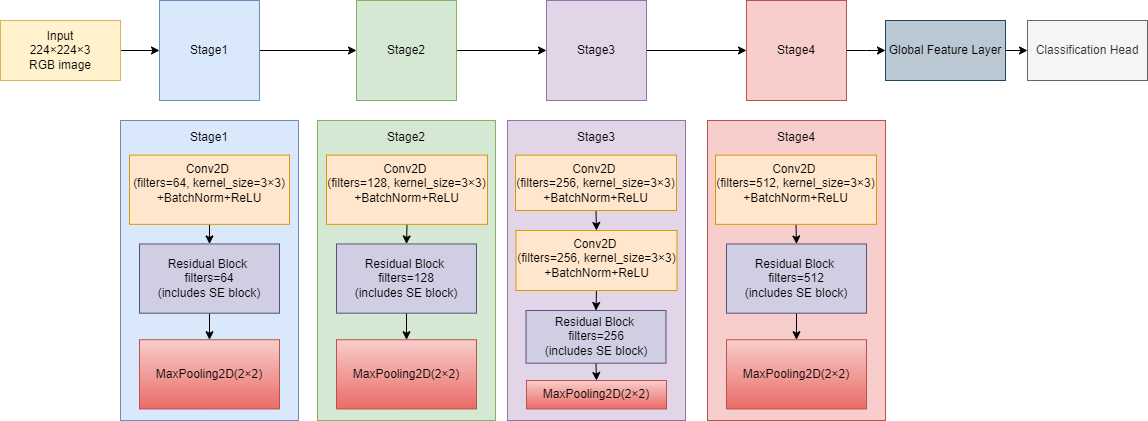 Input
224×224×3
RGB image
Stage1
Stage2
Stage3
Stage4
Global Feature Layer
Classification Head
Stage1
Conv2D
(filters=64, kernel_size=3×3)
+BatchNorm+ReLU
Residual Block
filters=64
(includes SE block)
MaxPooling2D(2×2)
Stage2
Conv2D
(filters=128, kernel_size=3×3)
+BatchNorm+ReLU
Residual Block
filters=128
(includes SE block)
MaxPooling2D(2×2)
Stage3
Conv2D
(filters=256, kernel_size=3×3)
+BatchNorm+ReLU
Conv2D
(filters=256, kernel_size=3×3)
+BatchNorm+ReLU
Residual Block
filters=256
(includes SE block)
MaxPooling2D(2×2)
Stage4
Conv2D
(filters=512, kernel_size=3×3)
+BatchNorm+ReLU
Residual Block
filters=512
(includes SE block)
MaxPooling2D(2×2)